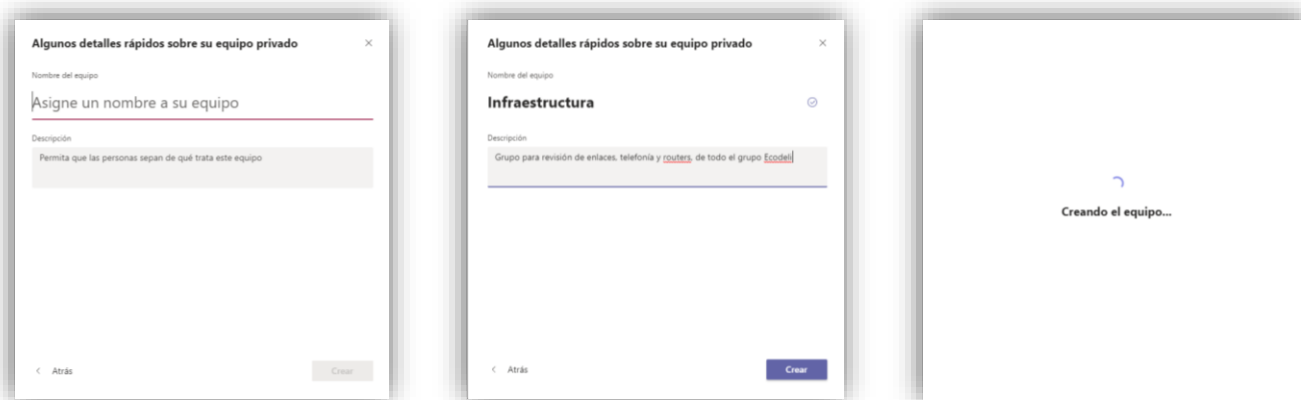 Algunos detalles rápidos sobre su equipo privado
Nombre del equipo
Asigne un nombre a su equipo
Descripción
Permita que las personas sepan de qué trata este equipo
Atrás
Crear
Algunos detalles rápidos sobre su equipo privado
Nombre del equipo
Infraestructura
Descripción
Grupo para revisión de enlaces, telefonía y routers, de todo el grupo Ecodeli
Atrás
Crear
Creando el equipo...